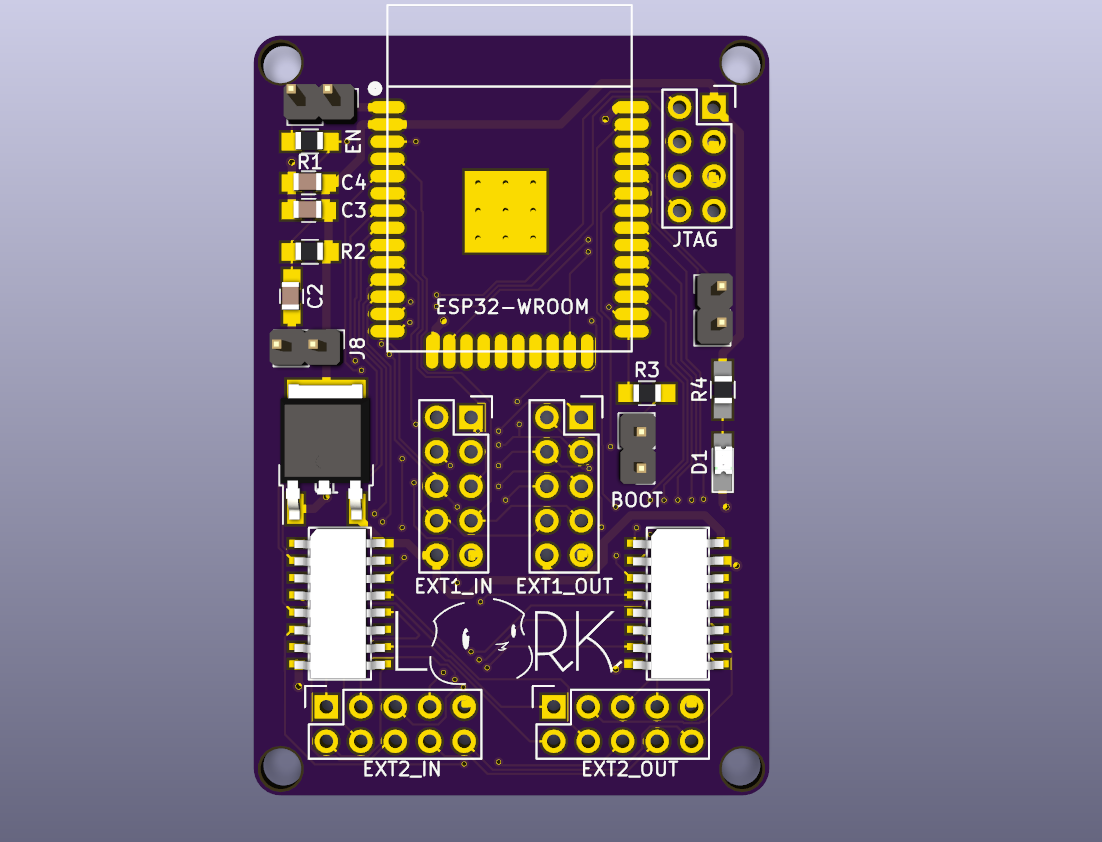 EN
R1
C4
C3
R2
C2
JTAG
ESP32-WROOM
J8
R3
R4
D1
BOOT
EXT1_IN
EXT1_OUT
L RK
EXT2_IN
EXT2_OUT